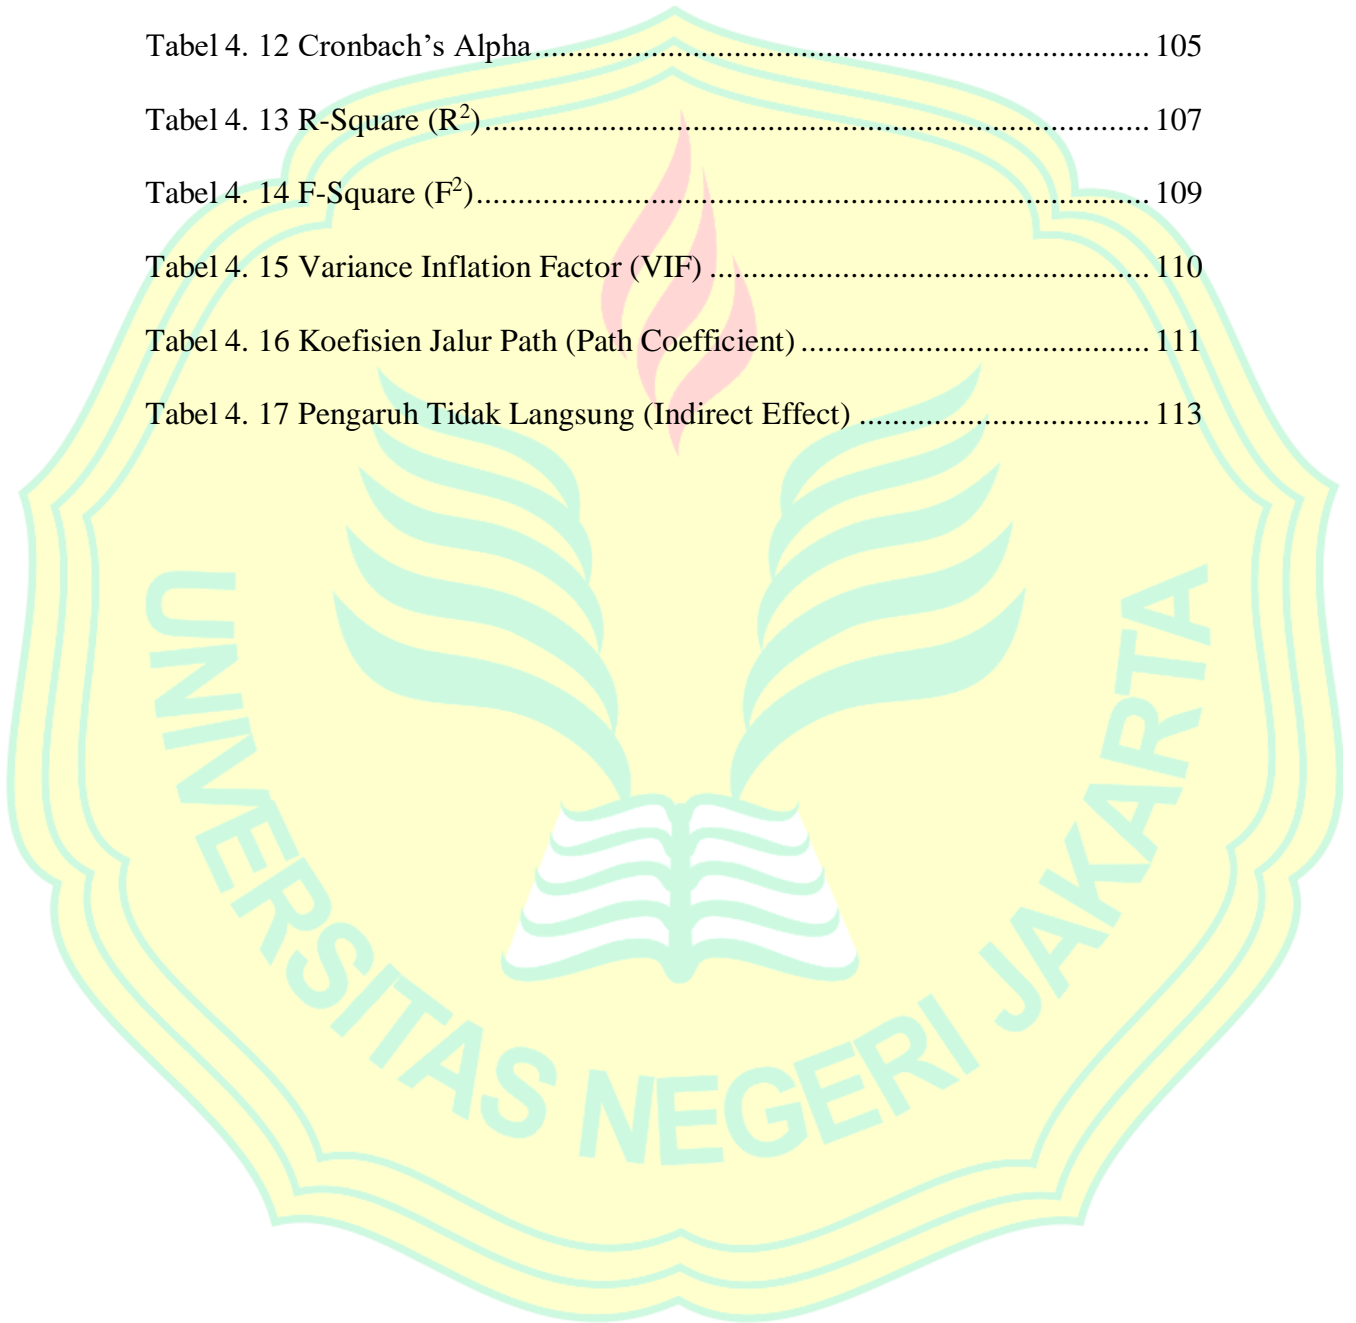 Tabel 4. 12 Cronbach’s Alpha........................................................................... 105
Tabel 4. 13 R-Square (R²)................................................................................. 107
Tabel 4. 14 F-Square (F²).................................................................................. 109
Tabel 4. 15 Variance Inflation Factor (VIF) ..................................................... 110
Tabel 4. 16 Koefisien Jalur Path (Path Coefficient) .......................................... 111
Tabel 4. 17 Pengaruh Tidak Langsung (Indirect Effect) ................................... 113
UNIVERSITAS NEGERI JAKARTA